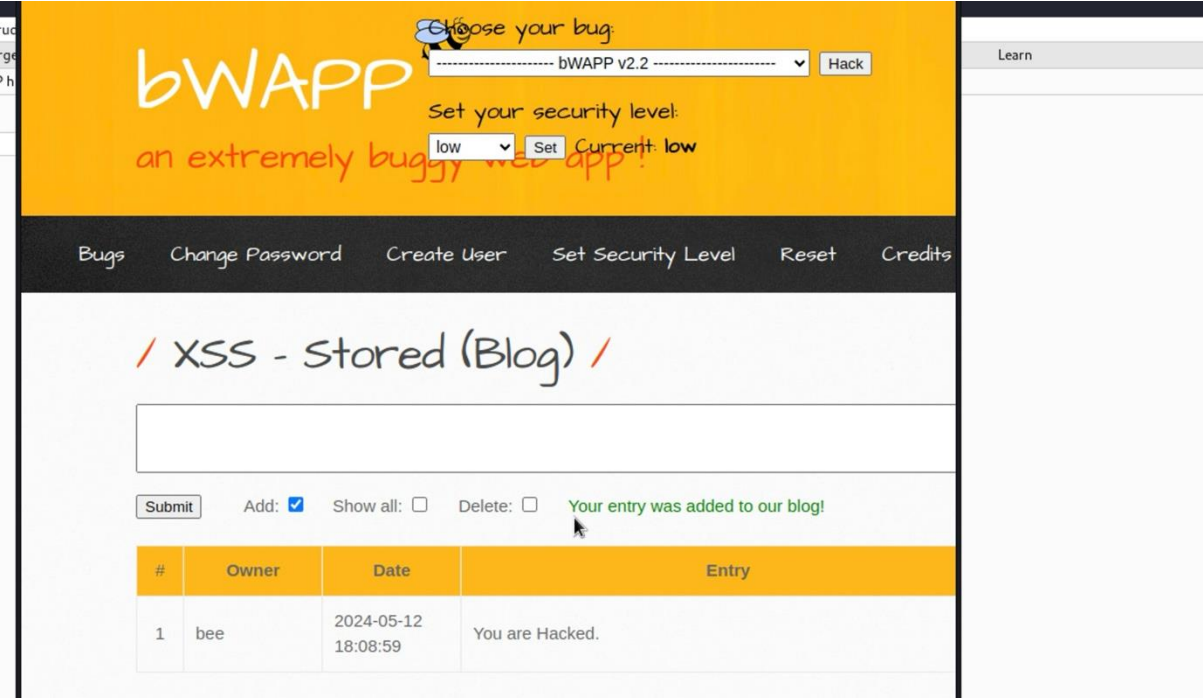 Choose your bug:
bWAPP
---------------------- bWAPP v2.2 ----------------------- Hack
Set your security level:
low Set Current: low
an extremely buggy web app !
Learn
Bugs Change Password Create User Set Security Level Reset Credits
/ XSS - Stored (Blog) /
Submit Add: Show all: Delete: Your entry was added to our blog!
# Owner Date Entry
1 bee 2024-05-12 You are Hacked.
18:08:59